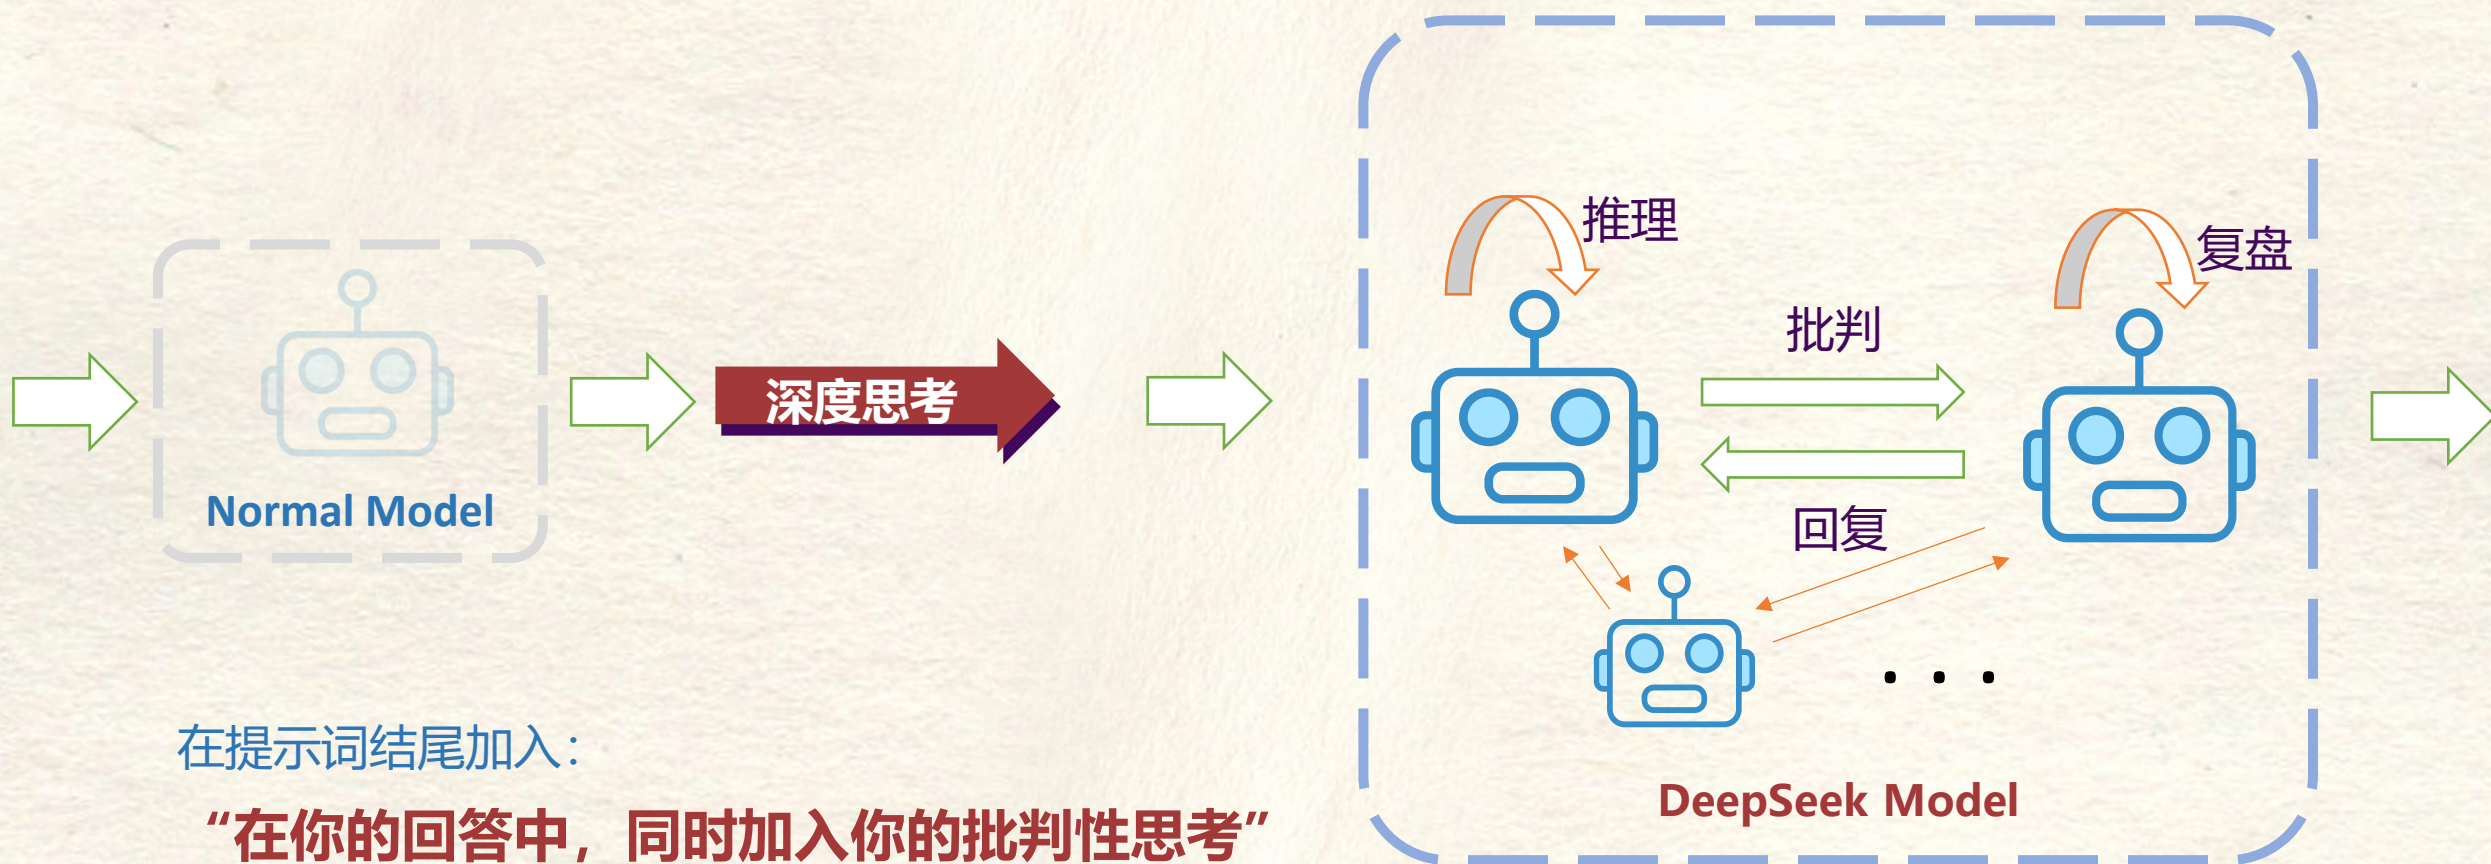 推理
复盘
批判
深度思考
Normal Model
回复
. . .
在提示词结尾加入：
“在你的回答中，同时加入你的批判性思考”
DeepSeek Model